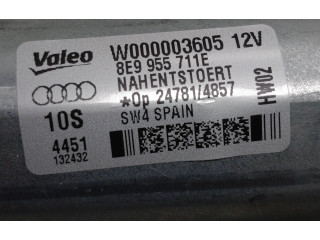 Valeo W000003605 12V
8E9 955 711E
NAHENTSTOERT
*Op 24781/4857
10S SW4 SPAIN
4451
132432
HW02